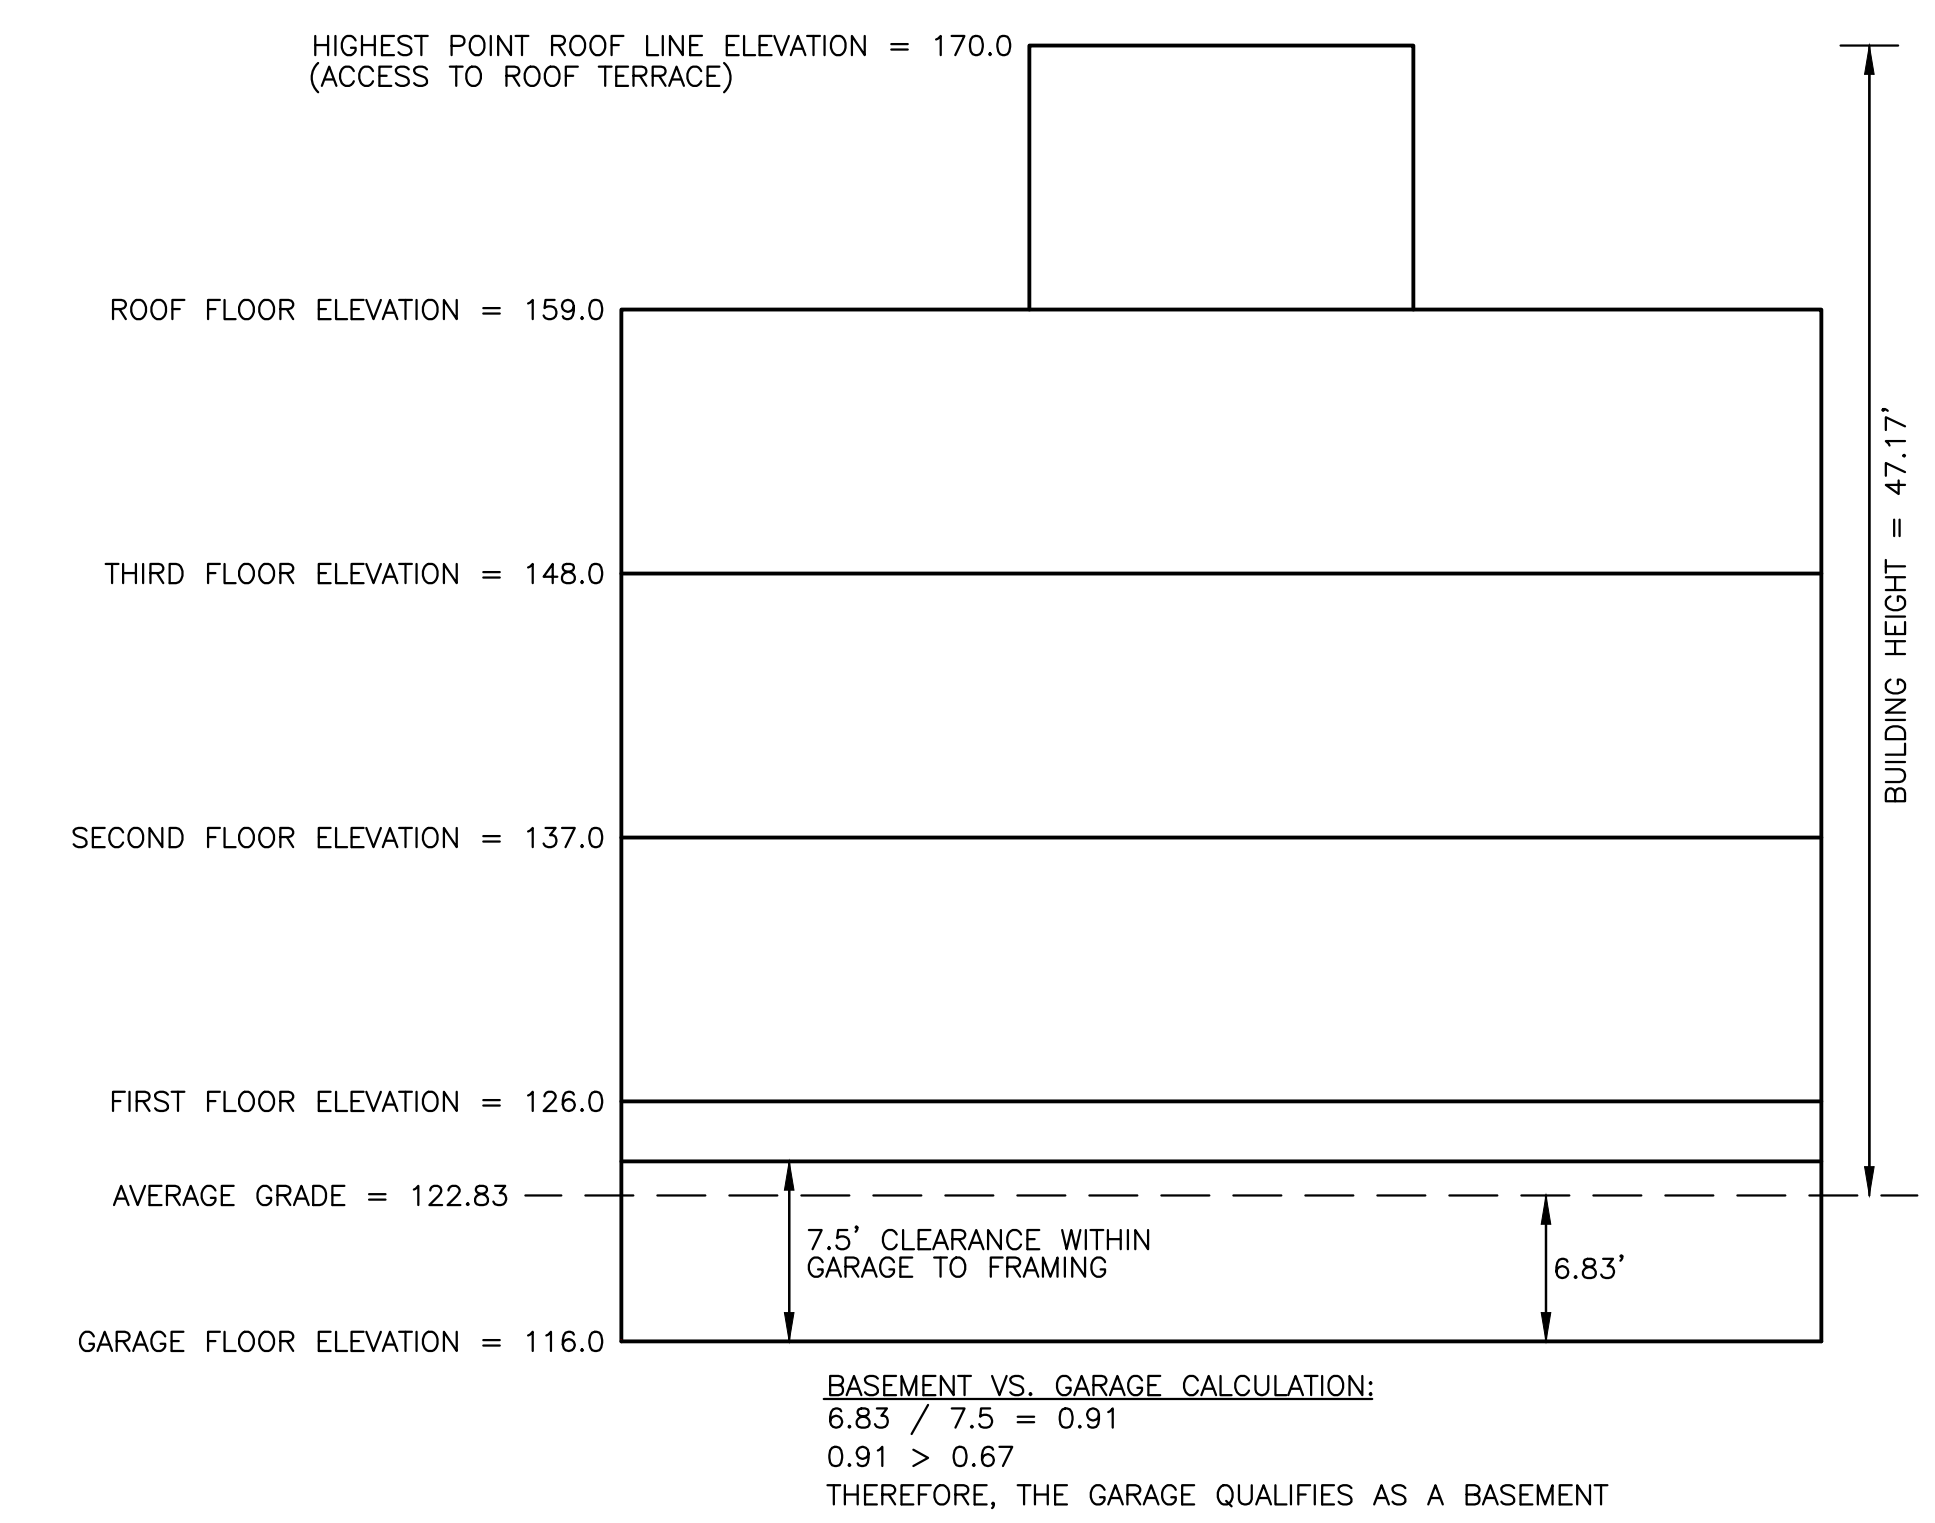 HIGHEST POINT ROOF LINE ELEVATION = 170.0
(ACCESS TO ROOF TERRACE)
ROOF FLOOR ELEVATION = 159.0
THIRD FLOOR ELEVATION = 148.0
BUILDING HEIGHT = 47.17'
SECOND FLOOR ELEVATION = 137.0
FIRST FLOOR ELEVATION = 126.0
AVERAGE GRADE = 122.83
7.5' CLEARANCE WITHIN
GARAGE TO FRAMING
6.83'
GARAGE FLOOR ELEVATION = 116.0
BASEMENT VS. GARAGE CALCULATION:
6.83 / 7.5 = 0.91
0.91 > 0.67
THEREFORE, THE GARAGE QUALIFIES AS A BASEMENT